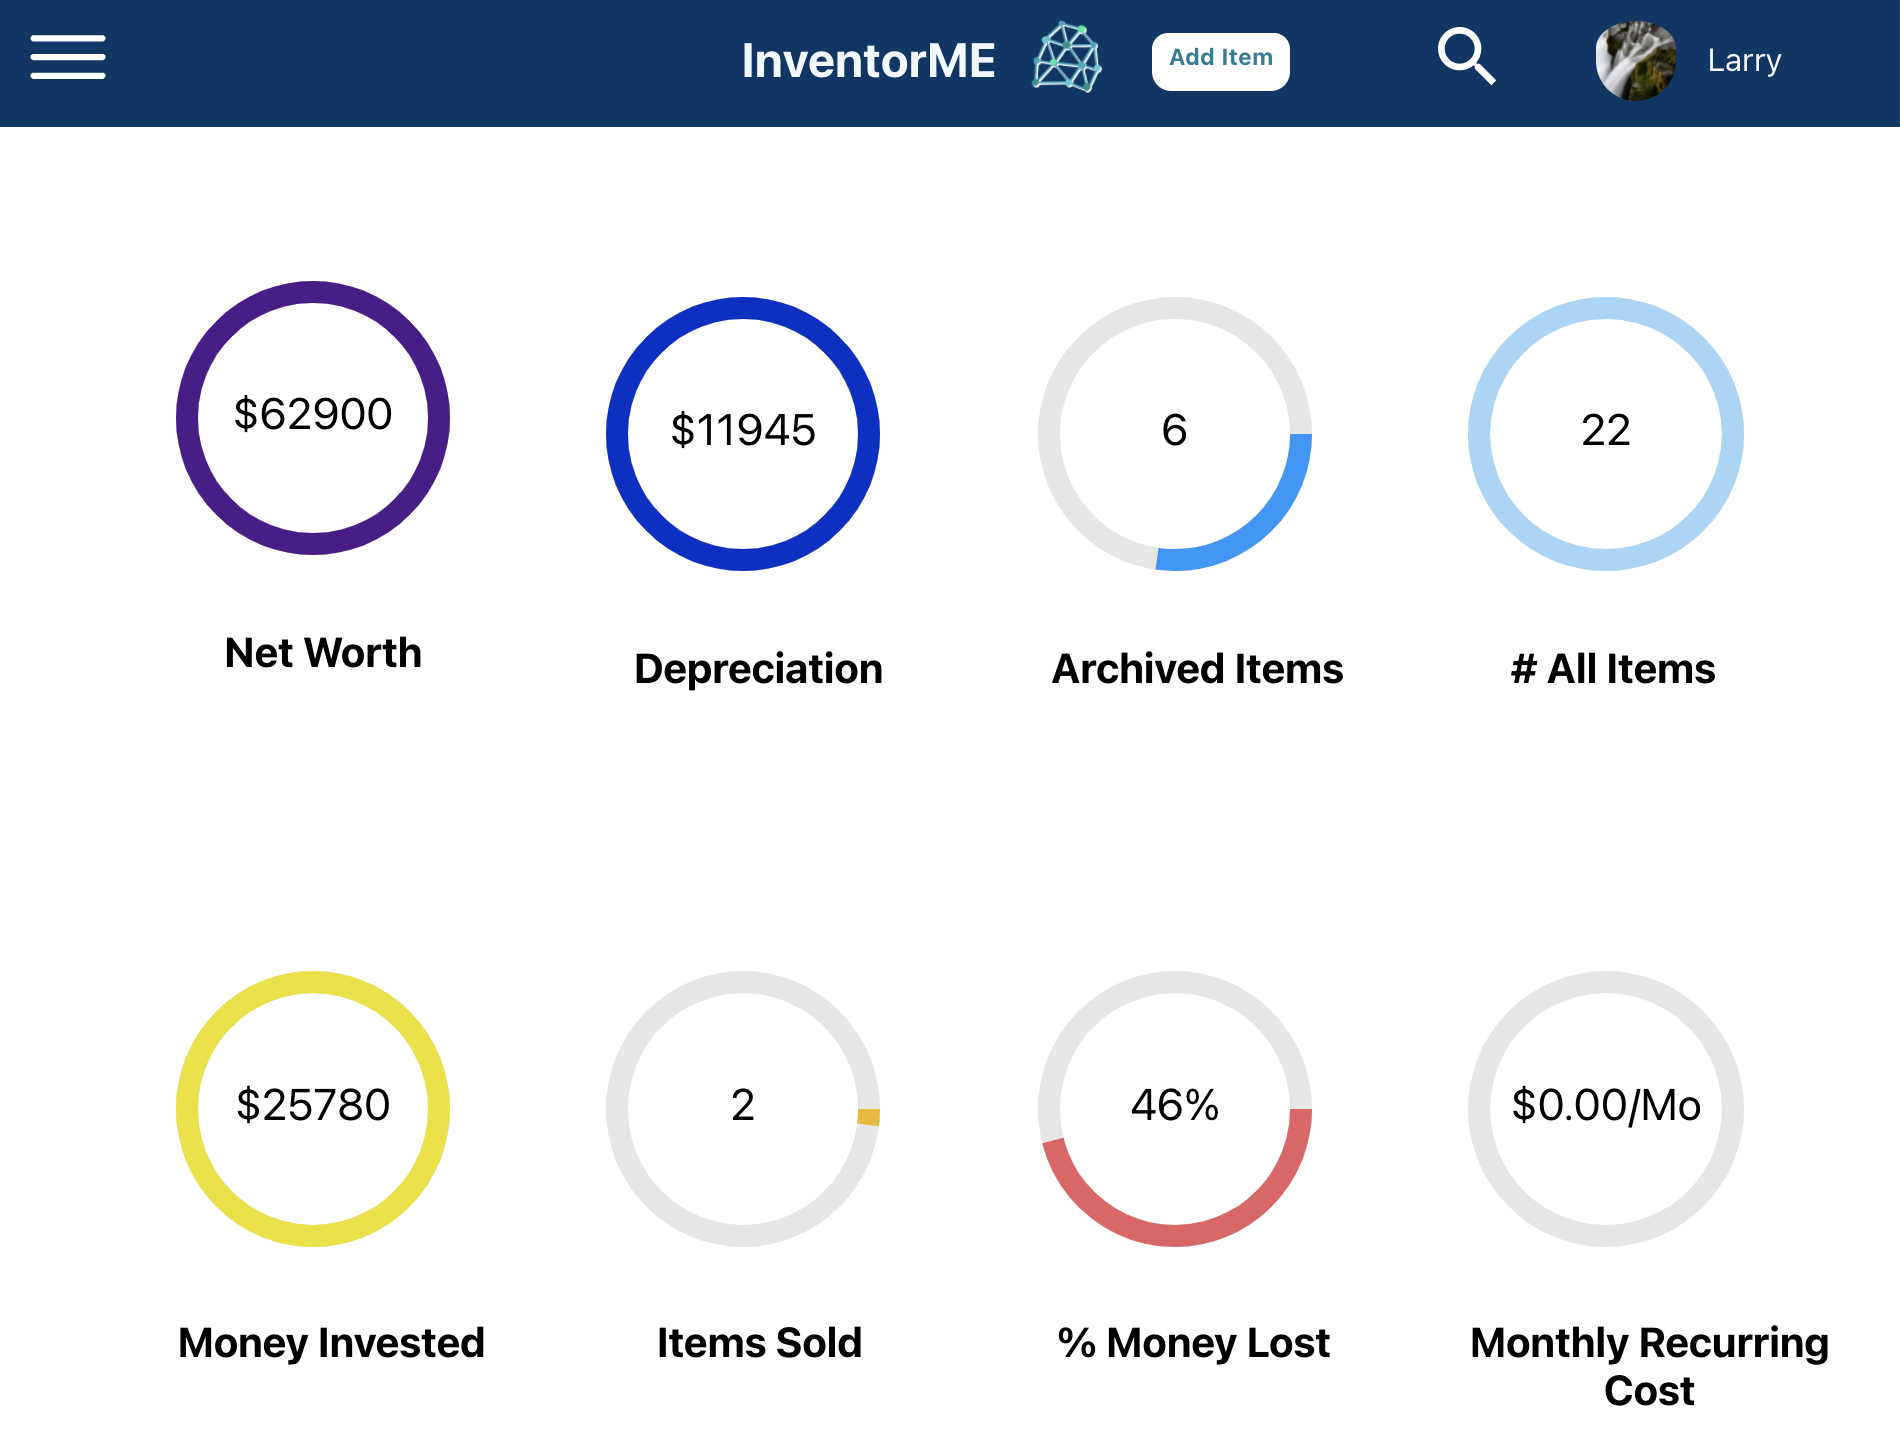 InventorME
Add Item
Larry
$62900
$11945
6
22
Net Worth
Depreciation
Archived Items
# All Items
$25780
2
46%
$0.00/Mo
Money Invested
Items Sold
% Money Lost
Monthly Recurring
Cost